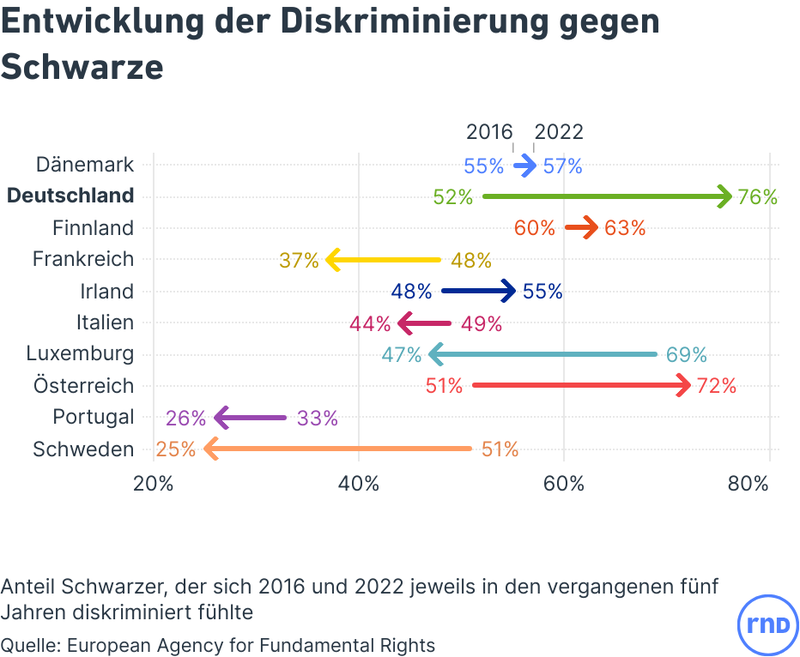 Entwicklung der Diskriminierung gegen
Schwarze
2016 2022
Dänemark 55% 57%
Deutschland 52% 76%
Finnland 60% 63%
Frankreich 37% 48%
Irland 48% 55%
Italien 44% 49%
Luxemburg 47% 69%
Österreich 51% 72%
Portugal 26% 33%
Schweden 25% 51%
20% 40% 60% 80%
Anteil Schwarzer, der sich 2016 und 2022 jeweils in den vergangenen fünf
Jahren diskriminiert fühlte
Quelle: European Agency for Fundamental Rights
rnD